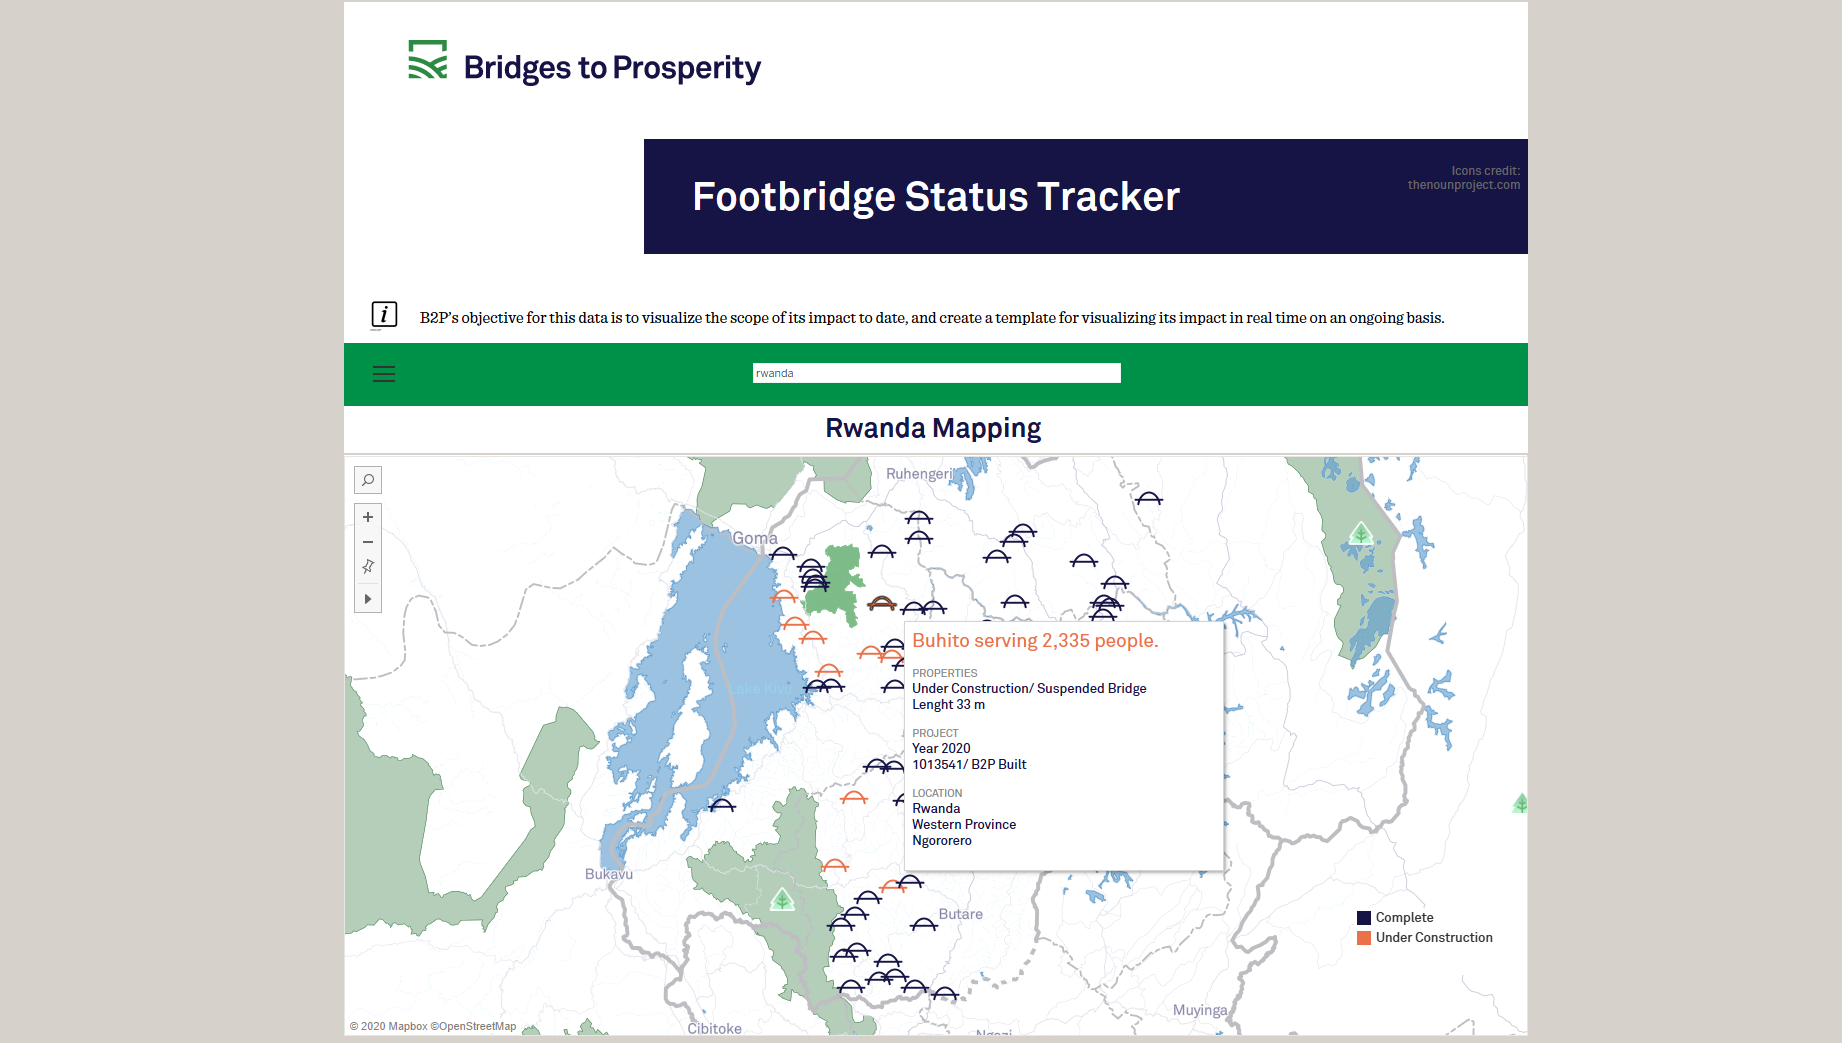 Bridges to Prosperity
Icons credit:
thenounproject.com
Footbridge Status Tracker
i
B2P's objective for this data is to visualize the scope of its impact to date, and create a template for visualizing its impact in real time on an ongoing basis.
rwanda
Rwanda Mapping
Ruhengeri
Goma
Lake Kivu
Buhito serving 2,335 people.
PROPERTIES
Under Construction/ Suspended Bridge
Lenght 33 m
PROJECT
Year 2020
1013541/ B2P Built
LOCATION
Rwanda
Western Province
Ngororero
Bukavu
Butare
Complete
Under Construction
Muyinga
© 2020 Mapbox ©OpenStreetMap
Cibitoke